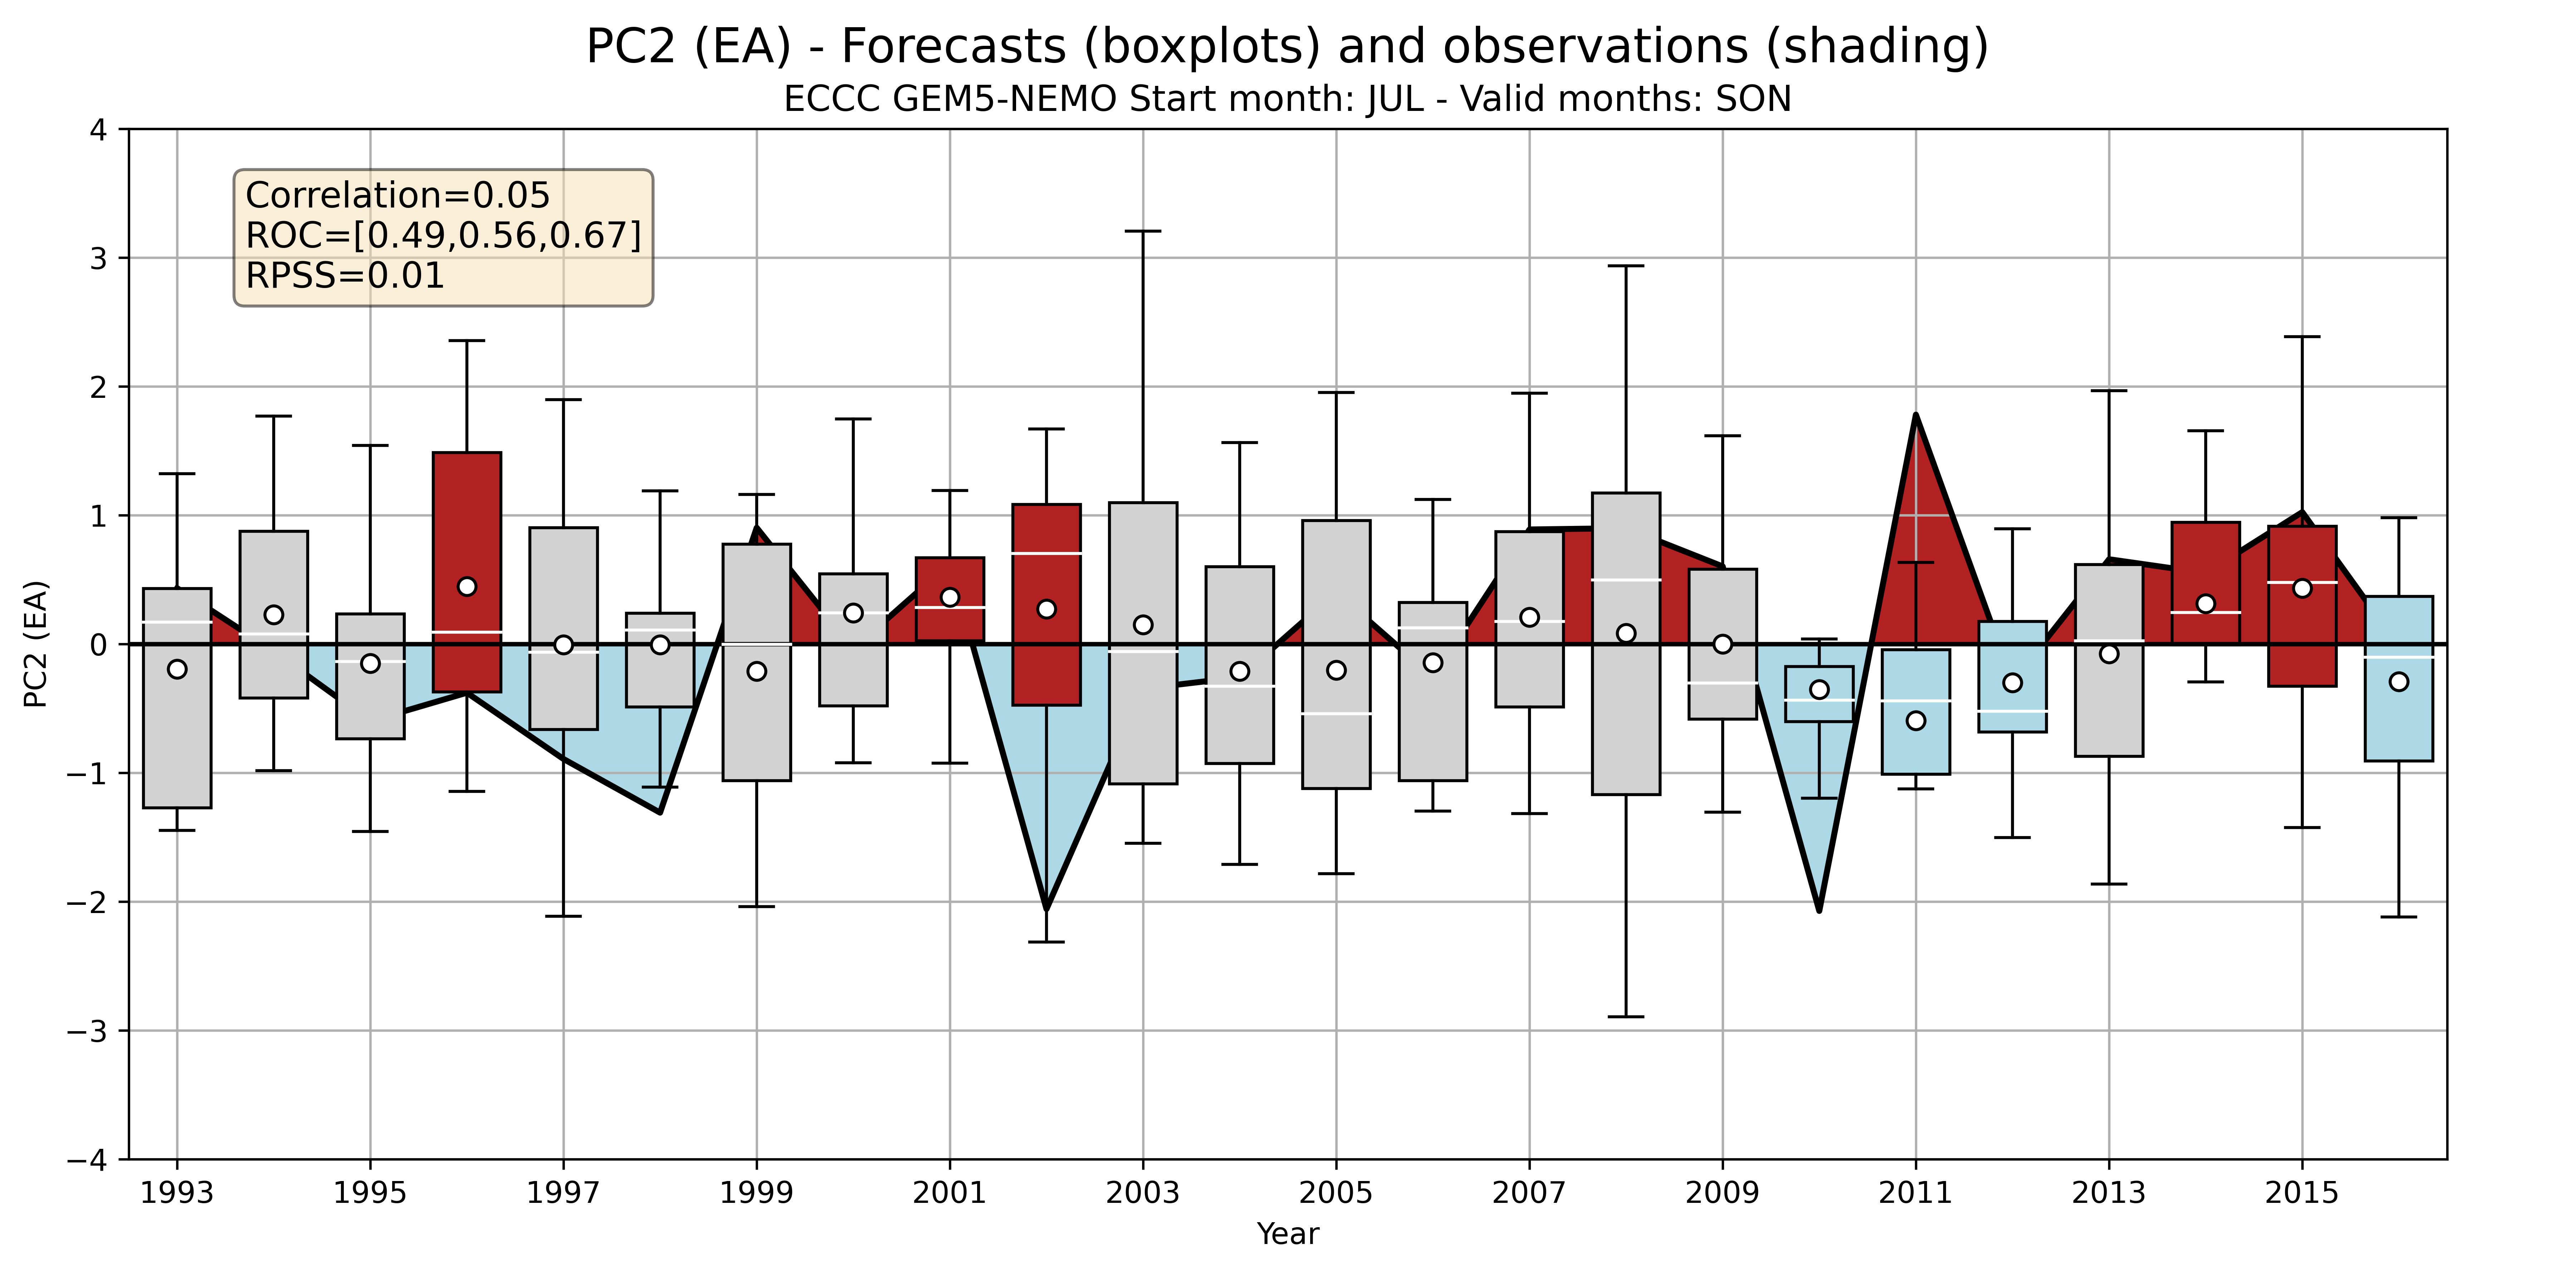 PC2 (EA) - Forecasts (boxplots) and observations (shading)
ECCC GEM5-NEMO Start month: JUL - Valid months: SON
Correlation=0.05
ROC=[0.49,0.56,0.67]
RPSS=0.01
PC2 (EA)
4
3
2
1
0
−1
−2
−3
−4
1993 1995 1997 1999 2001 2003 2005 2007 2009 2011 2013 2015
Year